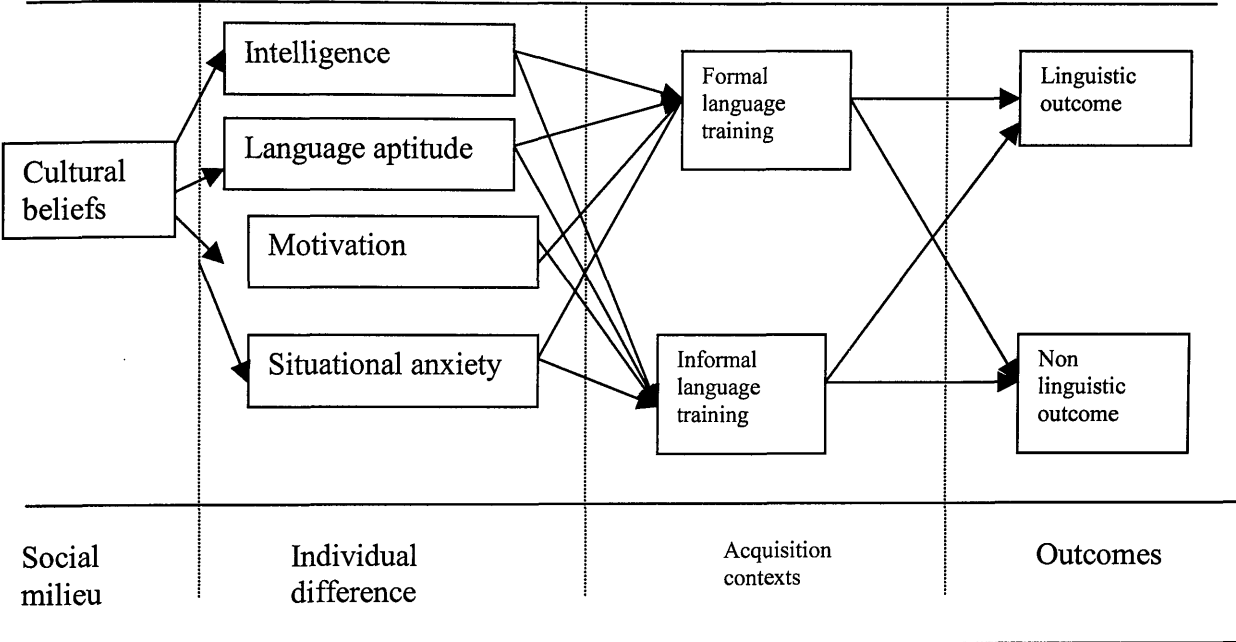 Intelligence
Language aptitude
Cultural
beliefs
Motivation
Situational anxiety
Formal
language
training
Informal
language
training
Linguistic
outcome
Non
linguistic
outcome
Social
milieu
Individual
difference
Acquisition
contexts
Outcomes